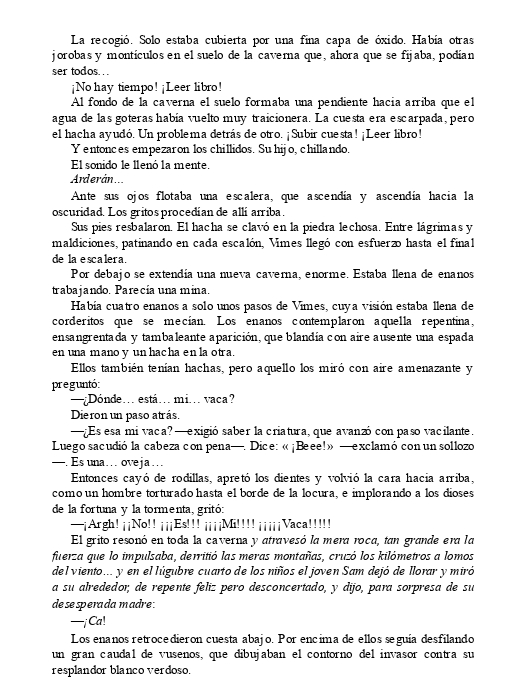 La recogió. Solo estaba cubierta por una fina capa de óxido. Había otras
jorobas y montículos en el suelo de la caverna que, ahora que se fijaba, podían
ser todos…
¡No hay tiempo! ¡Leer libro!
Al fondo de la caverna el suelo formaba una pendiente hacia arriba que el
agua de las goteras había vuelto muy traicionera. La cuesta era escarpada, pero
el hacha ayudó. Un problema detrás de otro. ¡Subir cuesta! ¡Leer libro!
Y entonces empezaron los chillidos. Su hijo, chillando.
El sonido le llenó la mente.
Arderán…
Ante sus ojos flotaba una escalera, que ascendía y ascendía hacia la
oscuridad. Los gritos procedían de allí arriba.
Sus pies resbalaron. El hacha se clavó en la piedra lechosa. Entre lágrimas y
maldiciones, patinando en cada escalón, Vimes llegó con esfuerzo hasta el final
de la escalera.
Por debajo se extendía una nueva caverna, enorme. Estaba llena de enanos
trabajando. Parecía una mina.
Había cuatro enanos a solo unos pasos de Vimes, cuya visión estaba llena de
corderitos que se mecían. Los enanos contemplaron aquella repentina,
ensangrentada y tambaleante aparición, que blandía con aire ausente una espada
en una mano y un hacha en la otra.
Ellos también tenían hachas, pero aquello los miró con aire amenazante y
preguntó:
—¿Dónde… está… mi… vaca?
Dieron un paso atrás.
—¿Es esa mi vaca? —exigió saber la criatura, que avanzó con paso vacilante.
Luego sacudió la cabeza con pena—. Dice: «¡Beee!» —exclamó con un sollozo
—. Es una… oveja…
Entonces cayó de rodillas, apretó los dientes y volvió la cara hacia arriba,
como un hombre torturado hasta el borde de la locura, e implorando a los dioses
de la fortuna y la tormenta, gritó:
—¡Argh! ¡¡No!! ¡¡¡Es!!! ¡¡¡¡Mi!!!! ¡¡¡¡¡Vaca!!!!!
El grito resonó en toda la caverna y atravesó la mera roca, tan grande era la
fuerza que lo impulsaba, derritió las meras montañas, cruzó los kilómetros a lomos
del viento… y en el lúgubre cuarto de los niños el joven Sam dejó de llorar y miró
a su alrededor, de repente feliz pero desconcertado, y dijo, para sorpresa de su
desesperada madre:
—¡Ca!
Los enanos retrocedieron cuesta abajo. Por encima de ellos seguía desfilando
un gran caudal de vusenos, que dibujaban el contorno del invasor contra su
resplandor blanco verdoso.